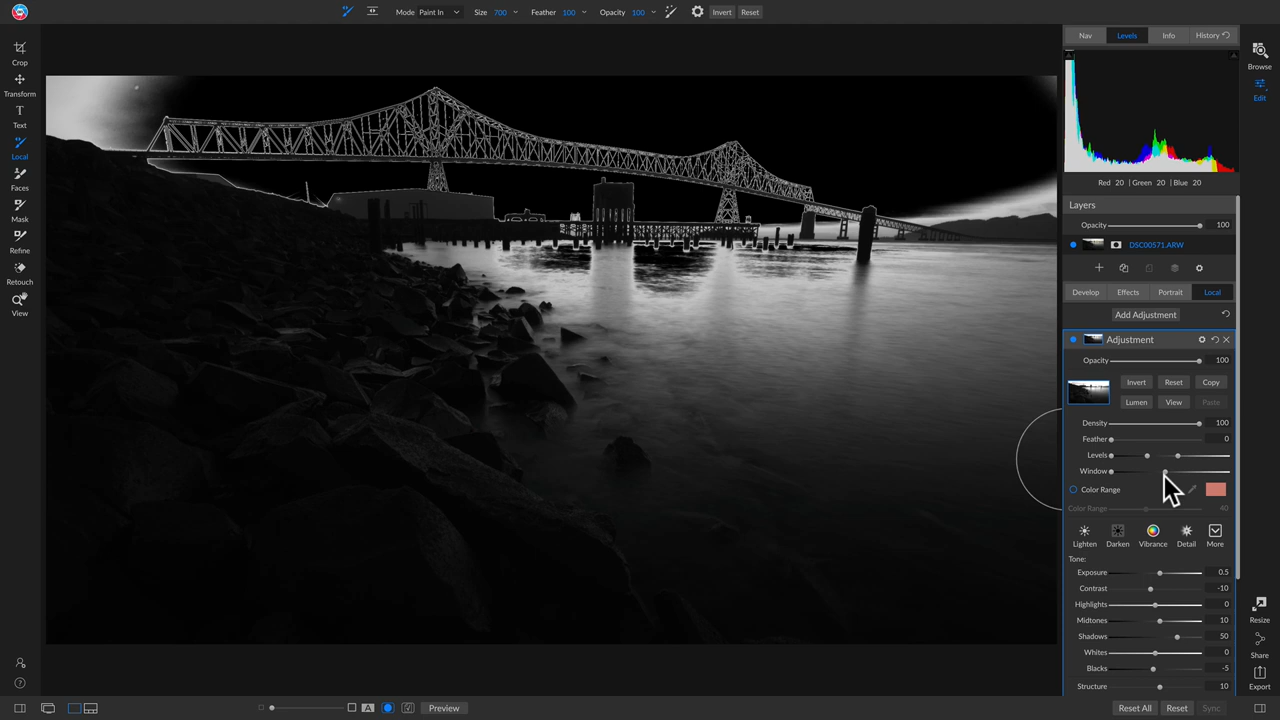 Mode Paint In Size 700 Feather 100 Opacity 100 Invert Reset
Crop
Transform
Text
Local
Faces
Mask
Refine
Retouch
View
Nav Levels Info History
Red 20 | Green 20 | Blue 20
Layers
Opacity 100
DSC00571.ARW
Develop Effects Portrait Local
Add Adjustment
Adjustment
Opacity 100
Invert Reset Copy
Lumen View Paste
Density 100
Feather 0
Levels
Window
Color Range
Color Range 40
Lighten Darken Vibrance Detail More
Tone:
Exposure 0.5
Contrast -10
Highlights 0
Midtones 10
Shadows 50
Whites 0
Blacks -5
Structure 10
Browse
Edit
Resize
Share
Export
A Preview Reset All Reset Sync